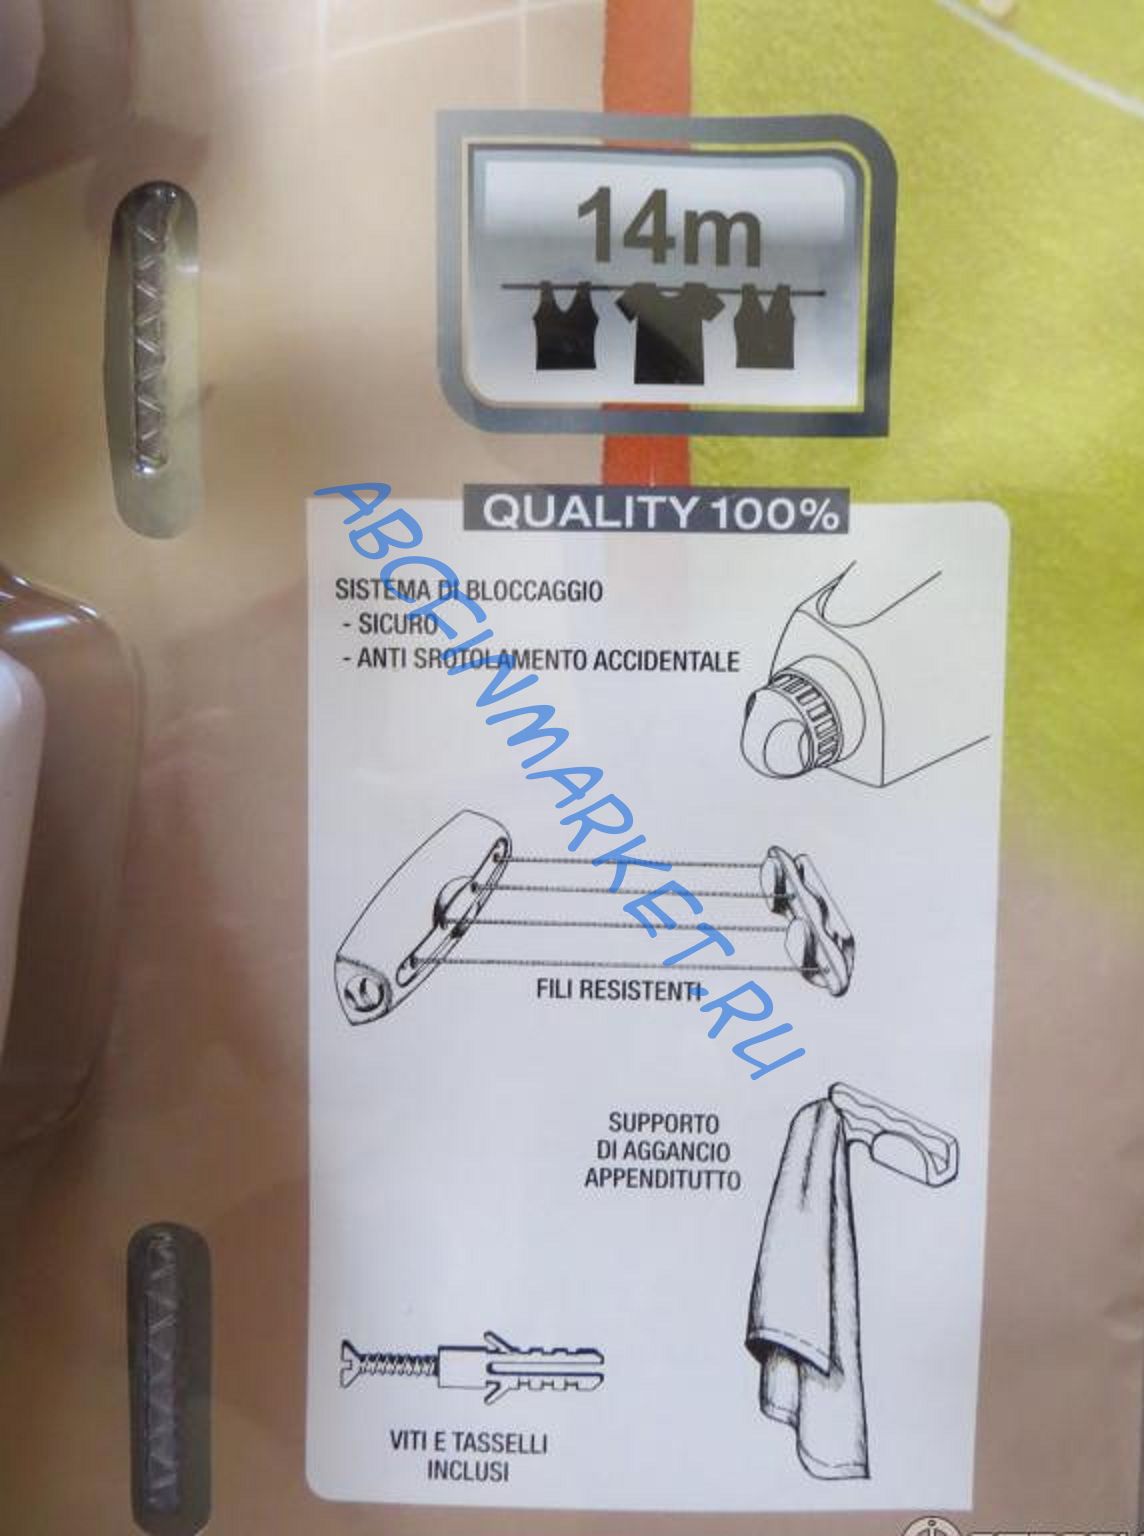 14m
QUALITY 100%
SISTEMA DI BLOCCAGGIO
- SICURO
- ANTI SROTOLAMENTO ACCIDENTALE
FILI RESISTENTI
SUPPORTO
DI AGGANCIO
APPENDITUTTO
VITI E TASSELLI
INCLUSI
ABCEINMARKET.RU